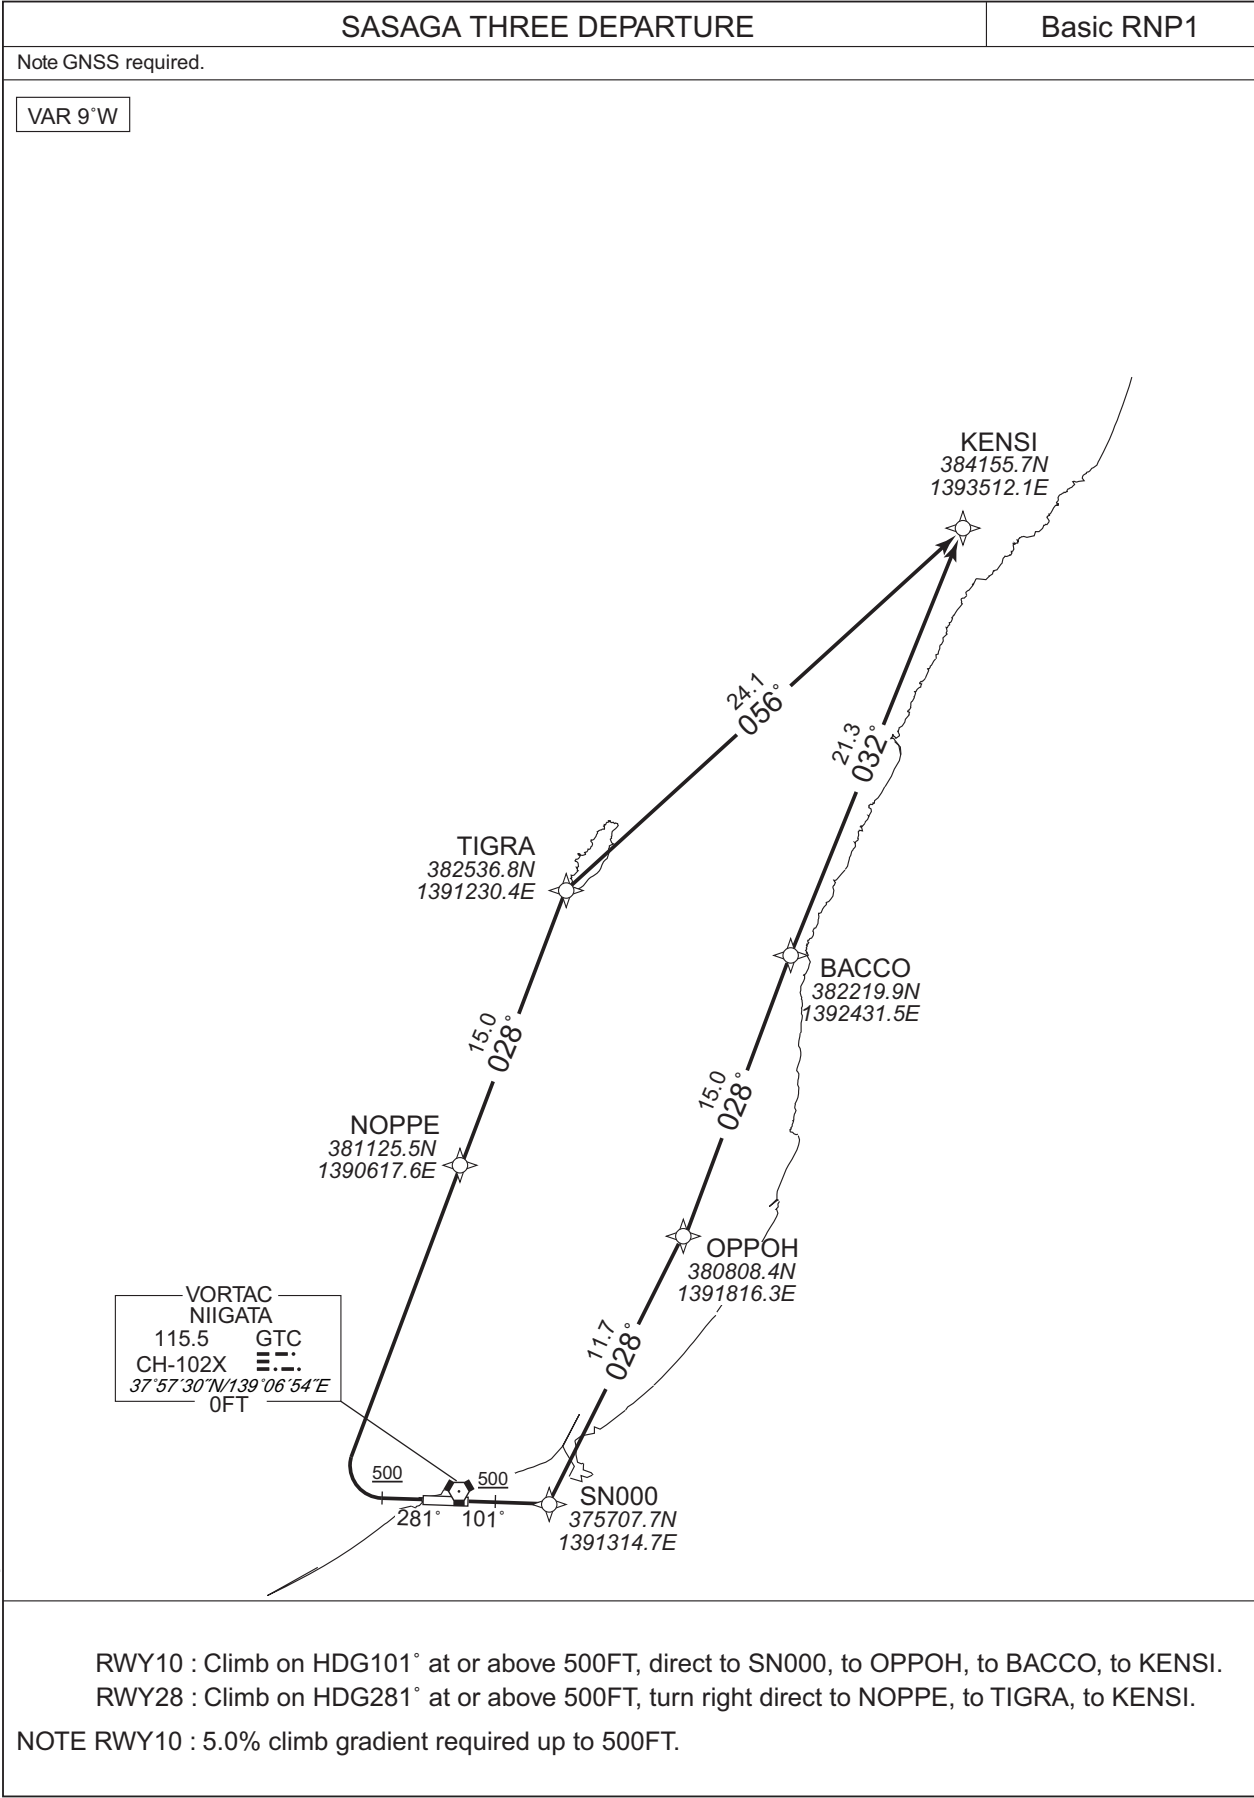 SASAGA THREE DEPARTURE
Basic RNP1
Note GNSS required.
VAR 9˚W
KENSI
384155.7N
1393512.1E
24.1
056˚
21.3
032˚
TIGRA
382536.8N
1391230.4E
BACCO
382219.9N
1392431.5E
15.0
028˚
15.0
028˚
NOPPE
381125.5N
1390617.6E
OPPOH
380808.4N
1391816.3E
VORTAC
NIIGATA
115.5 GTC
CH-102X
37˚57´30˝N/139˚06´54˝E
0FT
11.7
028˚
500
500
281˚ 101˚
SN000
375707.7N
1391314.7E
RWY10 : Climb on HDG101˚ at or above 500FT, direct to SN000, to OPPOH, to BACCO, to KENSI.
RWY28 : Climb on HDG281˚ at or above 500FT, turn right direct to NOPPE, to TIGRA, to KENSI.
NOTE RWY10 : 5.0% climb gradient required up to 500FT.